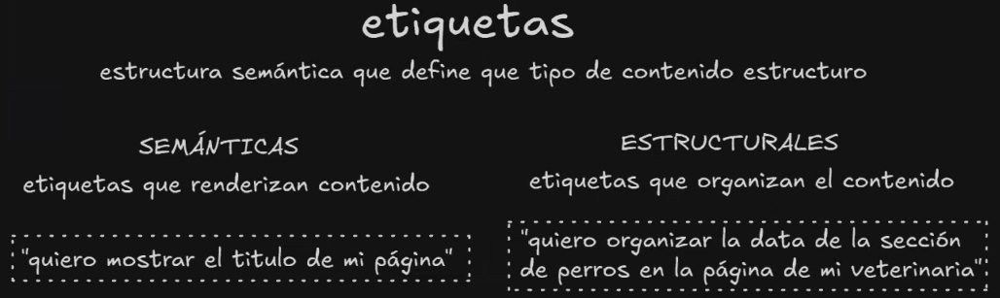 etiquetas
estructura semántica que define que tipo de contenido estructuro
SEMÁNTICAS
etiquetas que renderizan contenido
"quiero mostrar el titulo de mi página"
ESTRUCTURALES
etiquetas que organizan el contenido
"quiero organizar la data de la sección
de perros en la página de mi veterinaria"